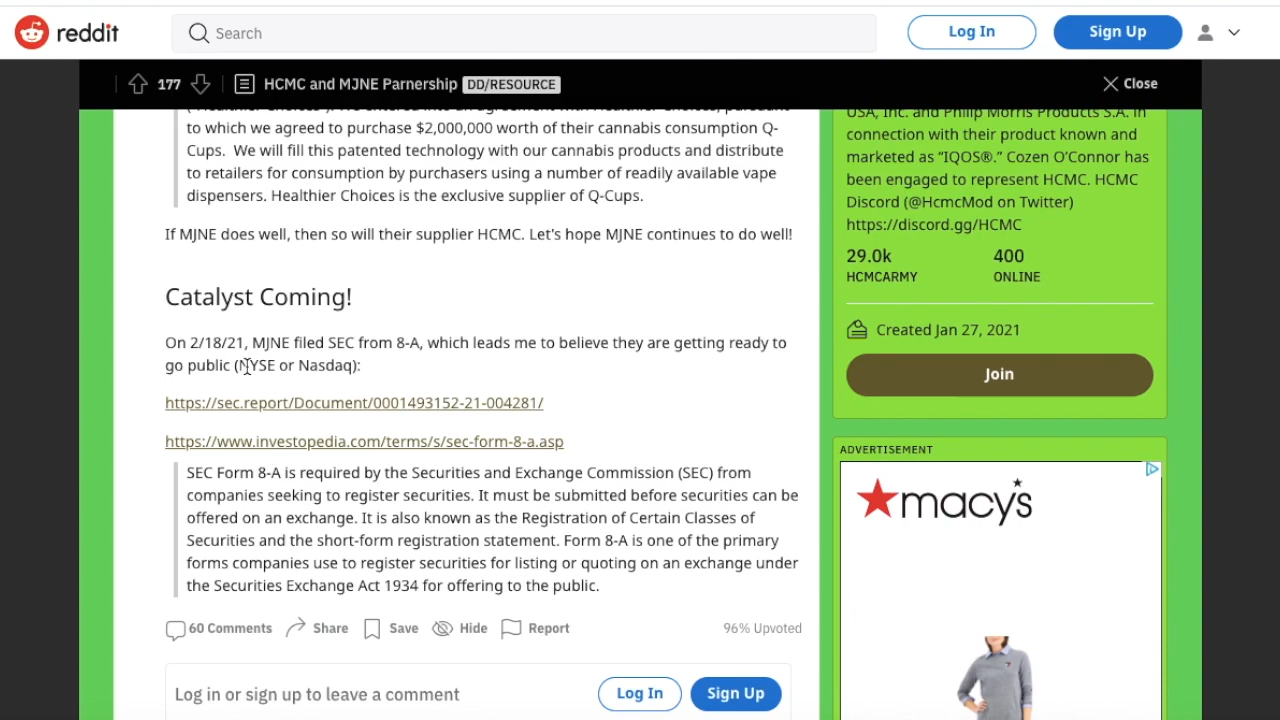 reddit
Search
Log In
Sign Up
177
HCMC and MJNE Parnership DD/RESOURCE
Close
("Healthier Choices"). We entered into an agreement with Healthier Choices, pursuant
to which we agreed to purchase $2,000,000 worth of their cannabis consumption Q-
Cups. We will fill this patented technology with our cannabis products and distribute
to retailers for consumption by purchasers using a number of readily available vape
dispensers. Healthier Choices is the exclusive supplier of Q-Cups.
If MJNE does well, then so will their supplier HCMC. Let's hope MJNE continues to do well!
Catalyst Coming!
On 2/18/21, MJNE filed SEC from 8-A, which leads me to believe they are getting ready to
go public (NYSE or Nasdaq):
https://sec.report/Document/0001493152-21-004281/
https://www.investopedia.com/terms/s/sec-form-8-a.asp
SEC Form 8-A is required by the Securities and Exchange Commission (SEC) from
companies seeking to register securities. It must be submitted before securities can be
offered on an exchange. It is also known as the Registration of Certain Classes of
Securities and the short-form registration statement. Form 8-A is one of the primary
forms companies use to register securities for listing or quoting on an exchange under
the Securities Exchange Act 1934 for offering to the public.
60 Comments
Share
Save
Hide
Report
96% Upvoted
Log in or sign up to leave a comment
Log In
Sign Up
USA, Inc. and Philip Morris Products S.A. in
connection with their product known and
marketed as “IQOS®.” Cozen O’Connor has
been engaged to represent HCMC. HCMC
Discord (@HcmcMod on Twitter)
https://discord.gg/HCMC
29.0k
400
HCMCARMY
ONLINE
Created Jan 27, 2021
Join
ADVERTISEMENT
macy's